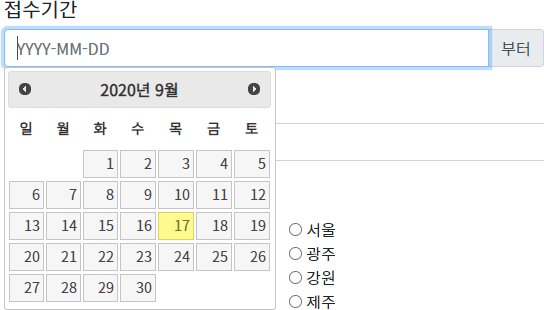 접수기간
YYYY-MM-DD 부터
2020년 9월
일 월 화 수 목 금 토
1 2 3 4 5
6 7 8 9 10 11 12
13 14 15 16 17 18 19
20 21 22 23 24 25 26
27 28 29 30
서울
광주
강원
제주